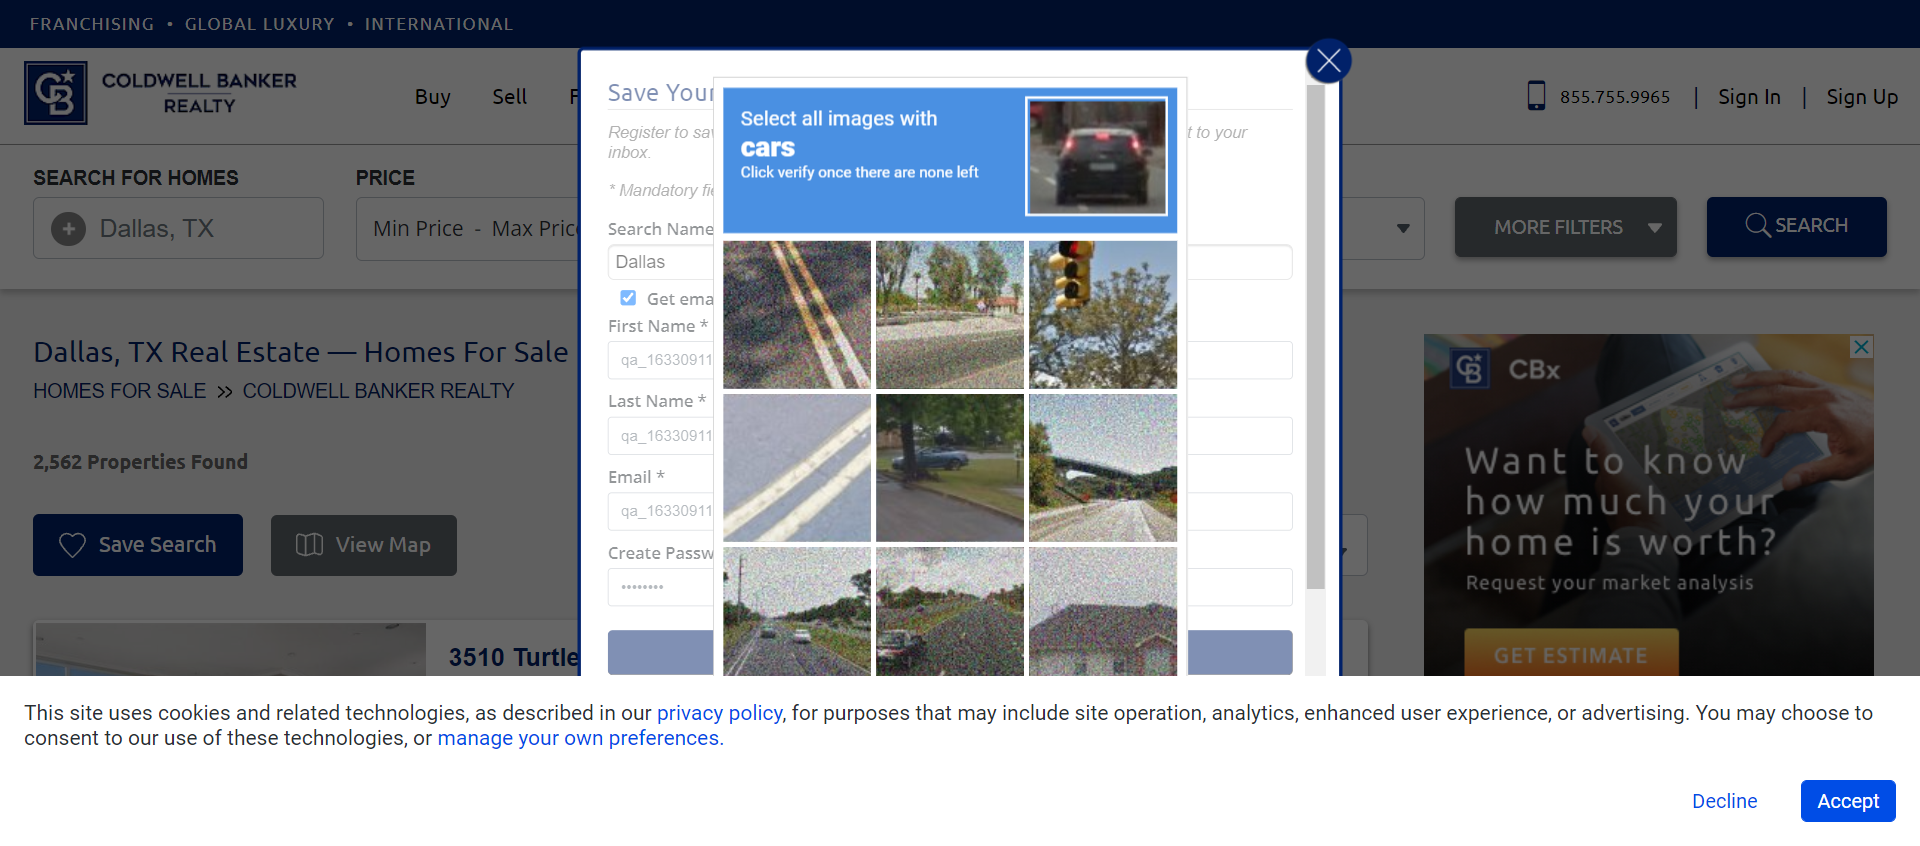 FRANCHISING • GLOBAL LUXURY • INTERNATIONAL
COLDWELL BANKER
REALTY
Buy
Sell
F
855.755.9965 | Sign In | Sign Up
SEARCH FOR HOMES
PRICE
Dallas, TX
Min Price - Max Pric
MORE FILTERS
SEARCH
Save Your
Register to sa
t to your
inbox.
* Mandatory fie
Search Name
Dallas
Get ema
First Name *
qa_16330911
Last Name *
qa_16330911
Email *
qa_16330911
Create Passw
••••••••
Select all images with
cars
Click verify once there are none left
Dallas, TX Real Estate — Homes For Sale
HOMES FOR SALE » COLDWELL BANKER REALTY
2,562 Properties Found
Save Search
View Map
3510 Turtle
CB
CBx
Want to know
how much your
home is worth?
Request your market analysis
GET ESTIMATE
This site uses cookies and related technologies, as described in our privacy policy, for purposes that may include site operation, analytics, enhanced user experience, or advertising. You may choose to
consent to our use of these technologies, or manage your own preferences.
Decline
Accept